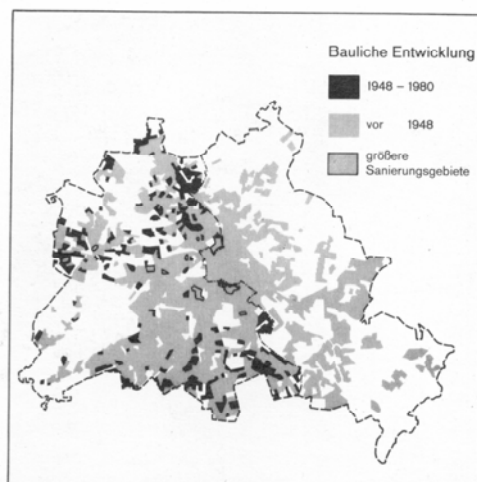 Bauliche Entwicklung
1948 – 1980
vor 1948
größere
Sanierungsgebiete